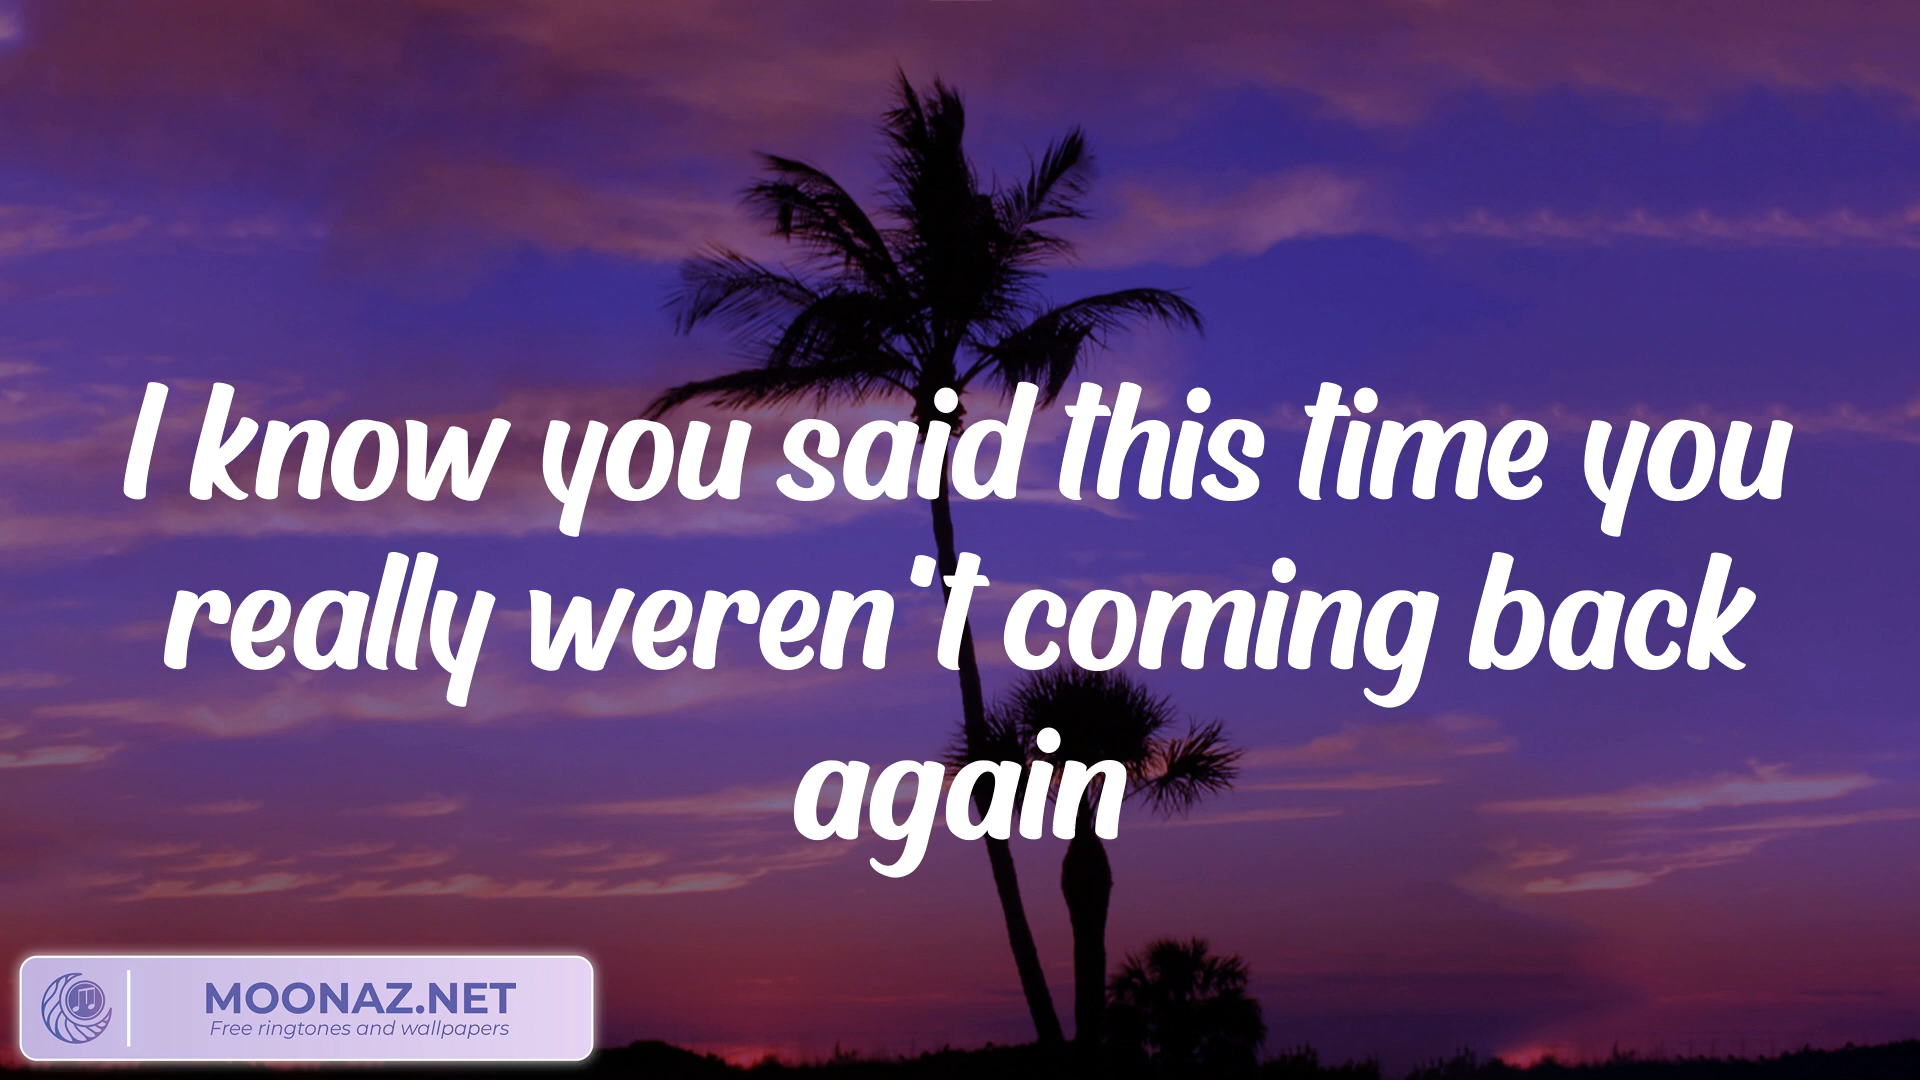 I know you said this time you
really weren't coming back
again
MOONAZ.NET
Free ringtones and wallpapers